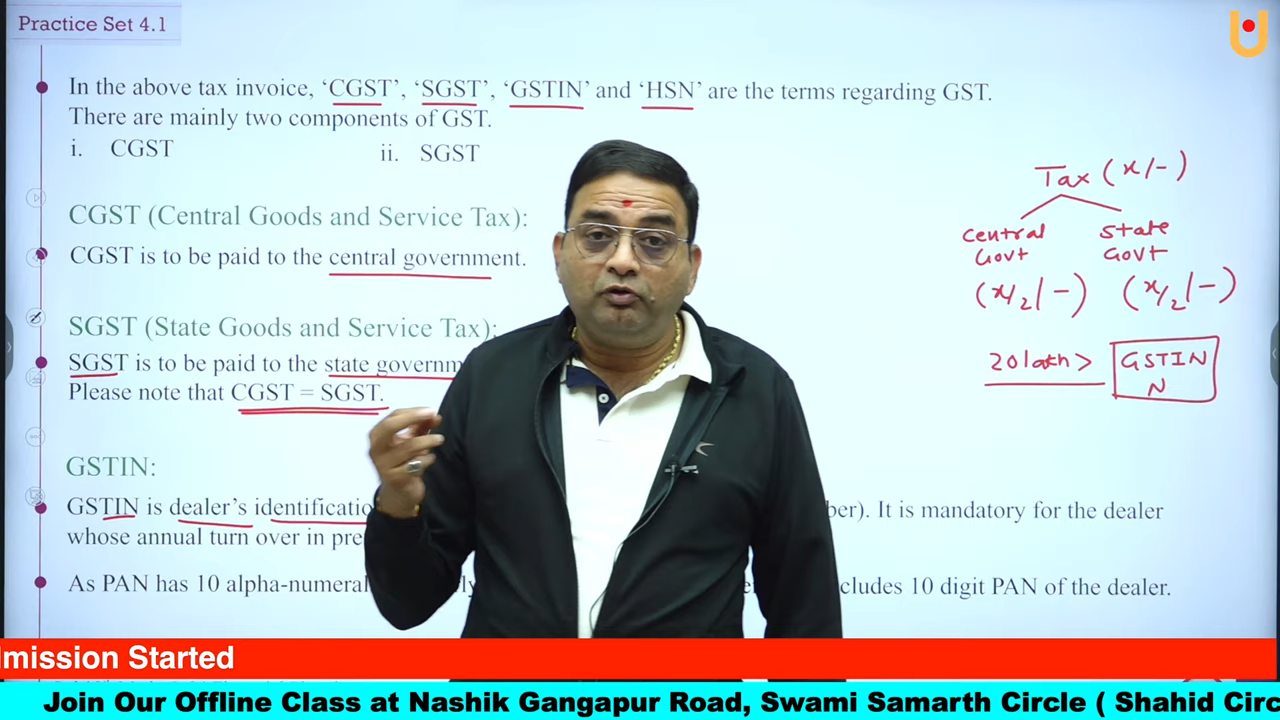 Practice Set 4.1
In the above tax invoice, ‘CGST’, ‘SGST’, ‘GSTIN’ and ‘HSN’ are the terms regarding GST.
There are mainly two components of GST.
i. CGST ii. SGST
CGST (Central Goods and Service Tax):
CGST is to be paid to the central government.
SGST (State Goods and Service Tax):
SGST is to be paid to the state governm
Please note that CGST = SGST.
GSTIN:
GSTIN is dealer’s identificatio ber). It is mandatory for the dealer
whose annual turn over in pre
As PAN has 10 alpha-numeral cludes 10 digit PAN of the dealer.
Tax (x/-)
Central State
Govt Govt
(x/2/-) (x/2/-)
20 lakh > GSTIN
N
mission Started
Join Our Offline Class at Nashik Gangapur Road, Swami Samarth Circle ( Shahid Circ